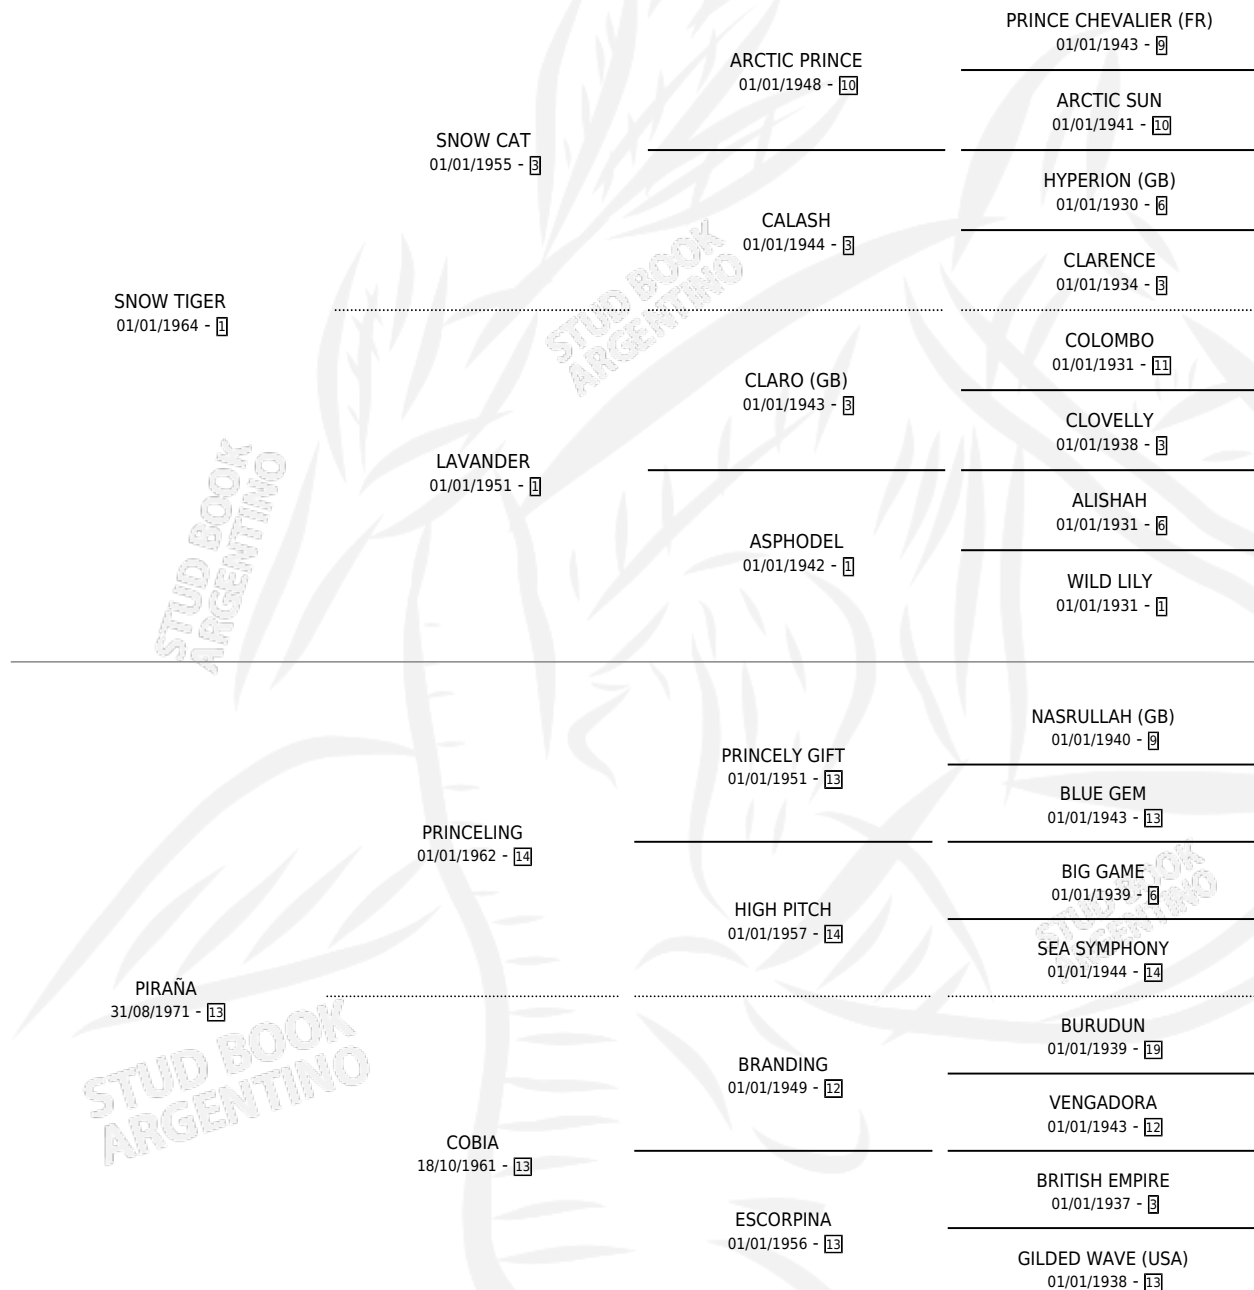 PRINCE CHEVALIER (FR)
01/01/1943 - 9
ARCTIC PRINCE
01/01/1948 - 10
ARCTIC SUN
01/01/1941 - 10
SNOW CAT
01/01/1955 - 3
HYPERION (GB)
01/01/1930 - 6
CALASH
01/01/1944 - 3
CLARENCE
01/01/1934 - 3
SNOW TIGER
01/01/1964 - 1
STUD BOOK
ARGENTINO
COLOMBO
01/01/1931 - 11
CLARO (GB)
01/01/1943 - 3
CLOVELLY
01/01/1938 - 3
LAVANDER
01/01/1951 - 1
ALISHAH
01/01/1931 - 6
ASPHODEL
01/01/1942 - 1
WILD LILY
01/01/1931 - 1
STUD BOOK
ARGENTINO
NASRULLAH (GB)
01/01/1940 - 9
PRINCELY GIFT
01/01/1951 - 13
BLUE GEM
01/01/1943 - 13
PRINCELING
01/01/1962 - 14
BIG GAME
01/01/1939 - 6
STUD BOOK
ARGENTINO
HIGH PITCH
01/01/1957 - 14
SEA SYMPHONY
01/01/1944 - 14
PIRAÑA
31/08/1971 - 13
STUD BOOK
ARGENTINO
BURUDUN
01/01/1939 - 19
BRANDING
01/01/1949 - 12
VENGADORA
01/01/1943 - 12
COBIA
18/10/1961 - 13
BRITISH EMPIRE
01/01/1937 - 3
ESCORPINA
01/01/1956 - 13
GILDED WAVE (USA)
01/01/1938 - 13